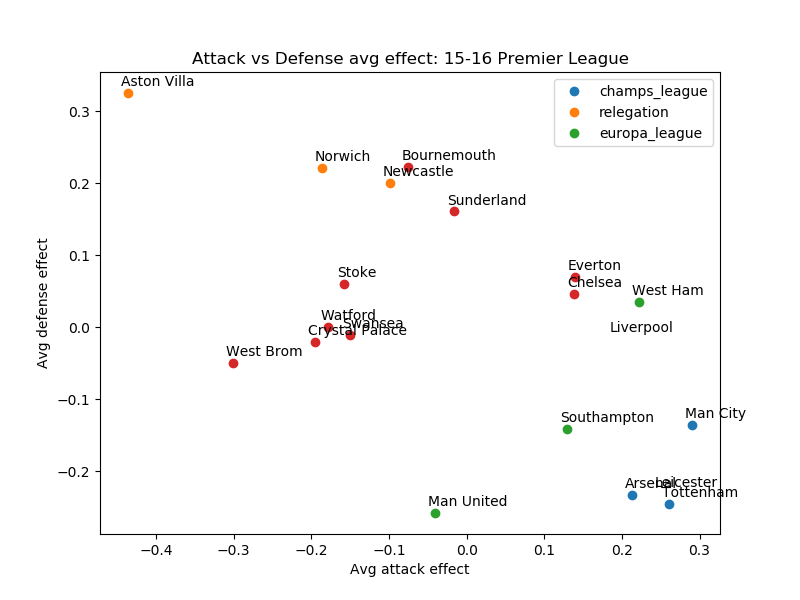 Attack vs Defense avg effect: 15-16 Premier League
champs_league
relegation
europa_league
Aston Villa
Norwich
Bournemouth
Newcastle
Sunderland
Everton
Chelsea
Stoke
West Ham
Watford
Swansea
Crystal Palace
Liverpool
West Brom
Southampton
Man City
Arsenal
Leicester
Tottenham
Man United
0.3
0.2
0.1
0.0
−0.1
−0.2
Avg defense effect
−0.4
−0.3
−0.2
−0.1
0.0
0.1
0.2
0.3
Avg attack effect